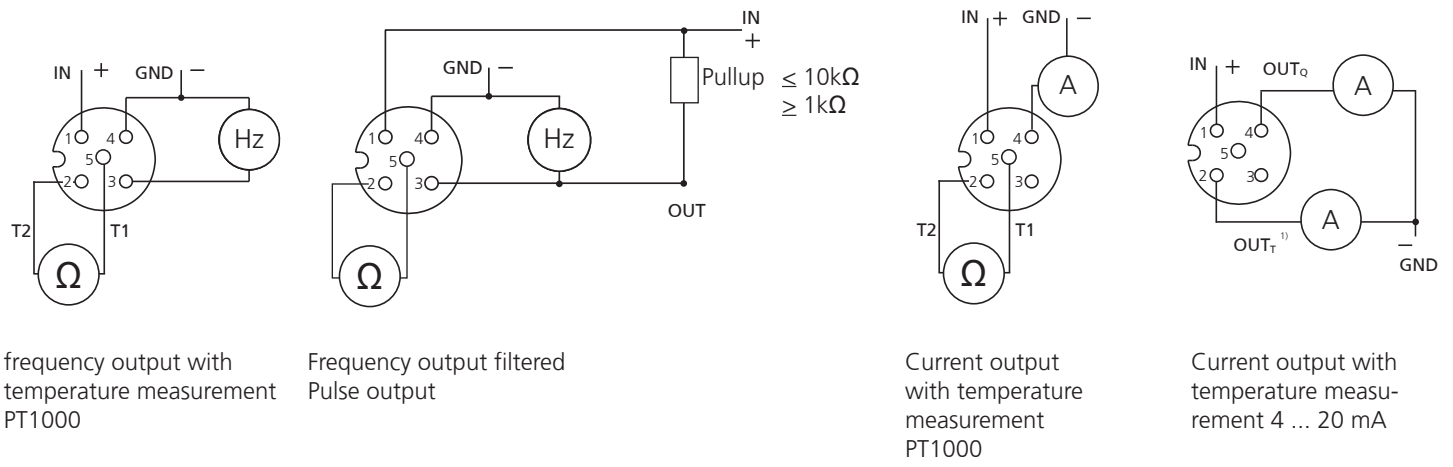 IN +
GND −
1
4
5
2
3
Hz
T2
T1
Ω
frequency output with
temperature measurement
PT1000
IN
+
GND −
Pullup ≤ 10kΩ
≥ 1kΩ
1
4
5
2
3
Hz
OUT
Ω
Frequency output filtered
Pulse output
IN + GND −
A
1
4
5
2
3
T2
T1
Ω
Current output
with temperature
measurement
PT1000
IN +
OUTQ
A
1
4
5
2
3
A
OUTT 1)
−
GND
Current output with
temperature measu-
rement 4 ... 20 mA